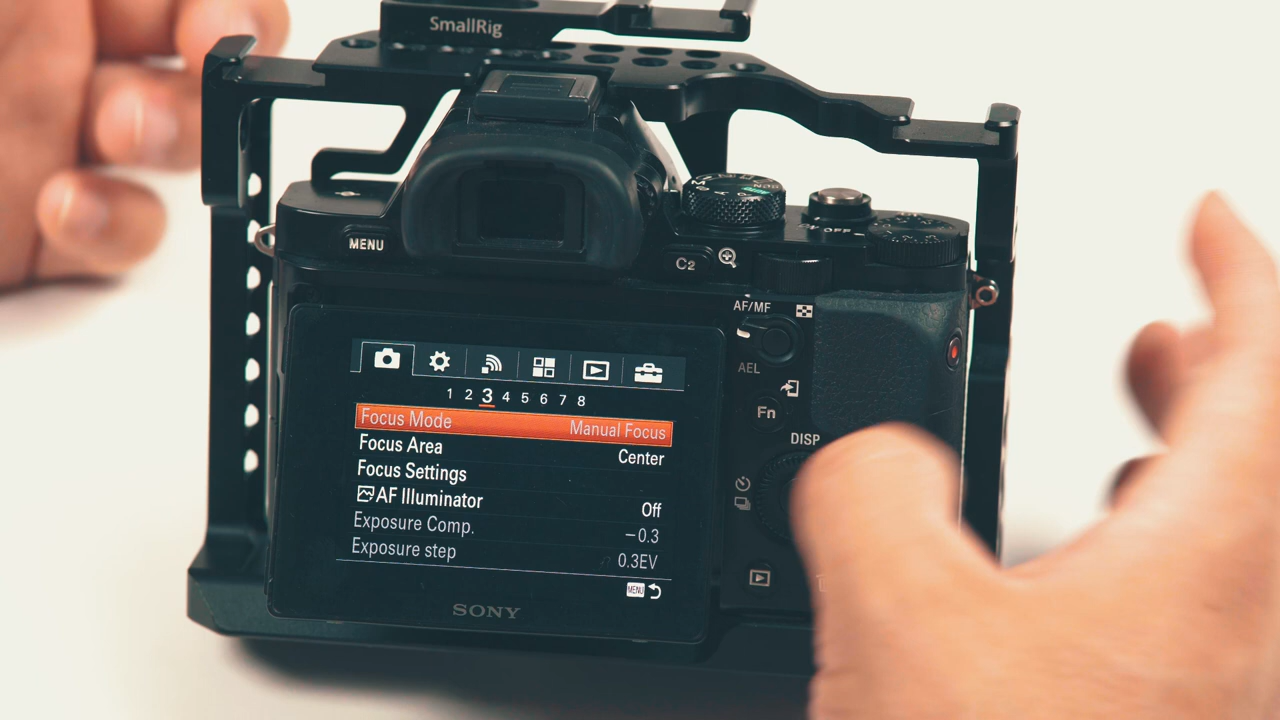 SmallRig
MENU
C2
OFF
AF/MF
AEL
Fn
DISP
1 2 3 4 5 6 7 8
Focus Mode Manual Focus
Focus Area Center
Focus Settings
AF Illuminator Off
Exposure Comp. −0.3
Exposure step 0.3EV
MENU
SONY